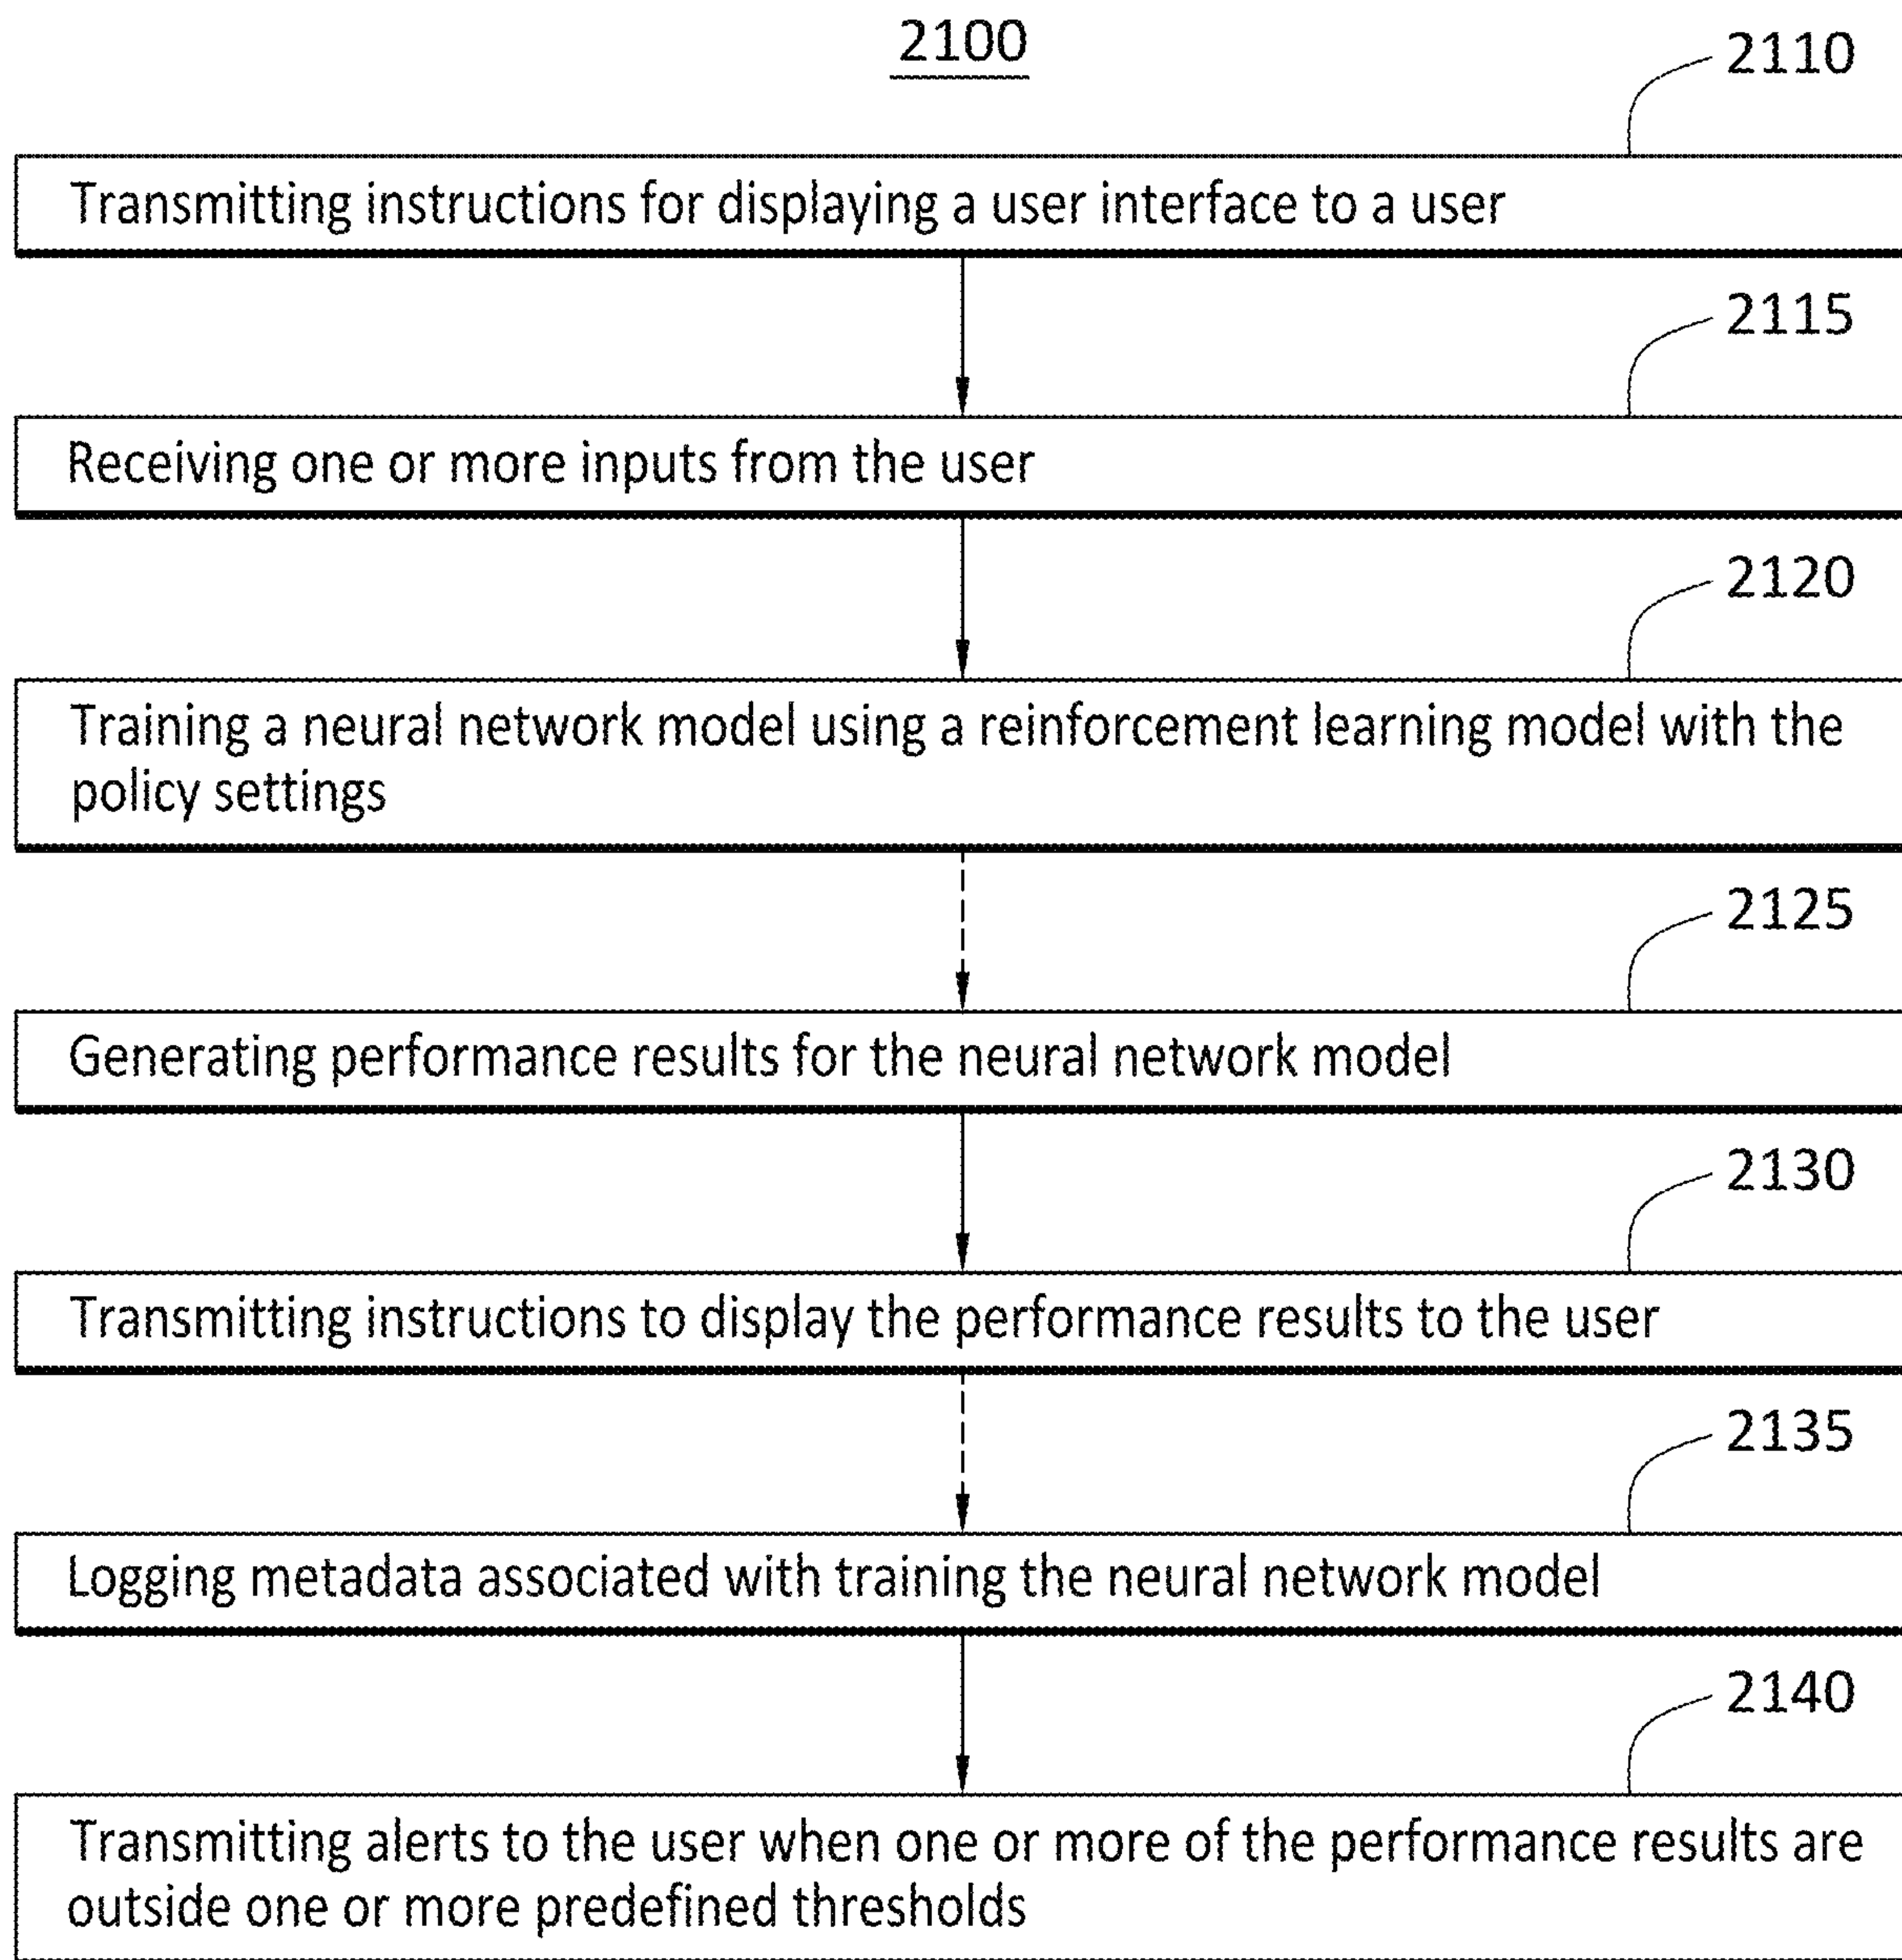 2100
2110
Transmitting instructions for displaying a user interface to a user
2115
Receiving one or more inputs from the user
2120
Training a neural network model using a reinforcement learning model with the
policy settings
2125
Generating performance results for the neural network model
2130
Transmitting instructions to display the performance results to the user
2135
Logging metadata associated with training the neural network model
2140
Transmitting alerts to the user when one or more of the performance results are
outside one or more predefined thresholds